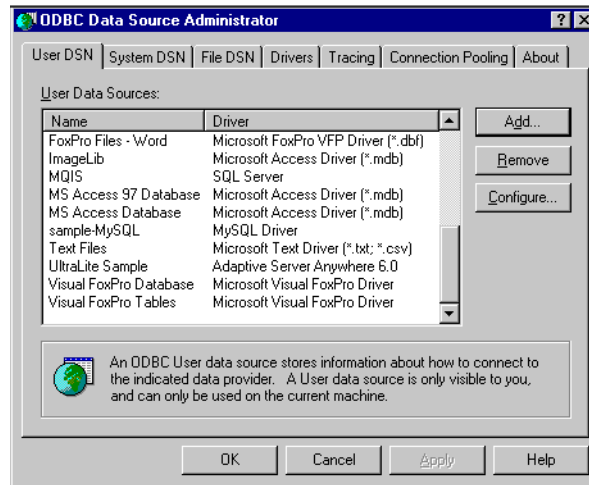 ODBC Data Source Administrator
User DSN System DSN File DSN Drivers Tracing Connection Pooling About
User Data Sources:
Name Driver
FoxPro Files - Word Microsoft FoxPro VFP Driver (*.dbf)
ImageLib Microsoft Access Driver (*.mdb)
MQIS SQL Server
MS Access 97 Database Microsoft Access Driver (*.mdb)
MS Access Database Microsoft Access Driver (*.mdb)
sample-MySQL MySQL Driver
Text Files Microsoft Text Driver (*.txt; *.csv)
UltraLite Sample Adaptive Server Anywhere 6.0
Visual FoxPro Database Microsoft Visual FoxPro Driver
Visual FoxPro Tables Microsoft Visual FoxPro Driver
Add...
Remove
Configure...
An ODBC User data source stores information about how to connect to
the indicated data provider. A User data source is only visible to you,
and can only be used on the current machine.
OK Cancel Apply Help